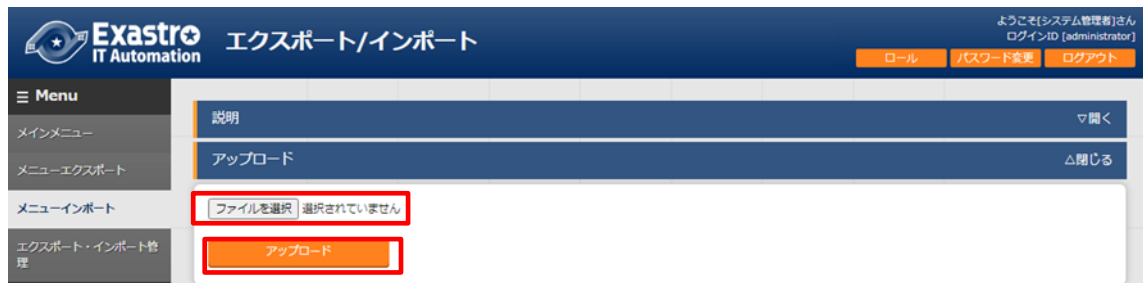 Exastro
IT Automation
エクスポート/インポート
ようこそ[システム管理者]さん
ログインID [administrator]
ロール
パスワード変更
ログアウト
Menu
メインメニュー
メニューエクスポート
メニューインポート
エクスポート・インポート管
理
説明
▽開く
アップロード
△閉じる
ファイルを選択 選択されていません
アップロード